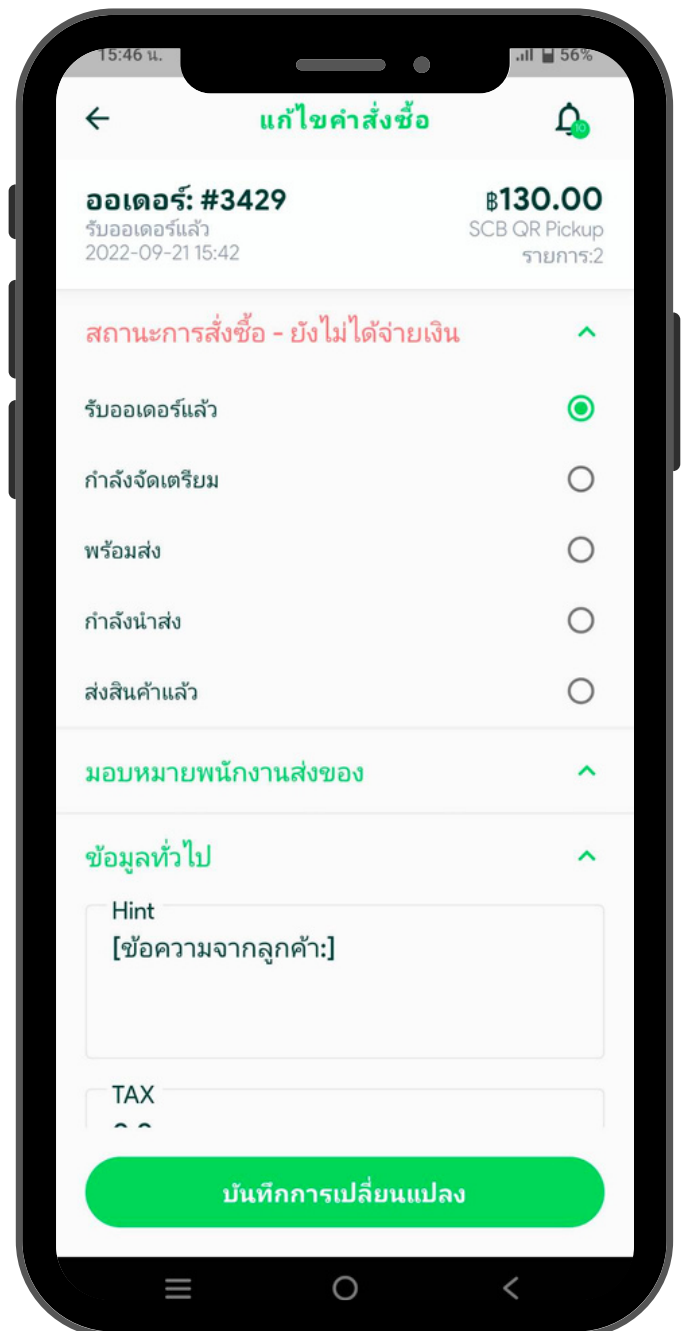 15:46 น.
56%
แก้ไขคำสั่งซื้อ
10
ออเดอร์: #3429
฿130.00
รับออเดอร์แล้ว
SCB QR Pickup
2022-09-21 15:42
รายการ:2
สถานะการสั่งซื้อ - ยังไม่ได้จ่ายเงิน
รับออเดอร์แล้ว
กำลังจัดเตรียม
พร้อมส่ง
กำลังนำส่ง
ส่งสินค้าแล้ว
มอบหมายพนักงานส่งของ
ข้อมูลทั่วไป
Hint
[ข้อความจากลูกค้า:]
TAX
บันทึกการเปลี่ยนแปลง